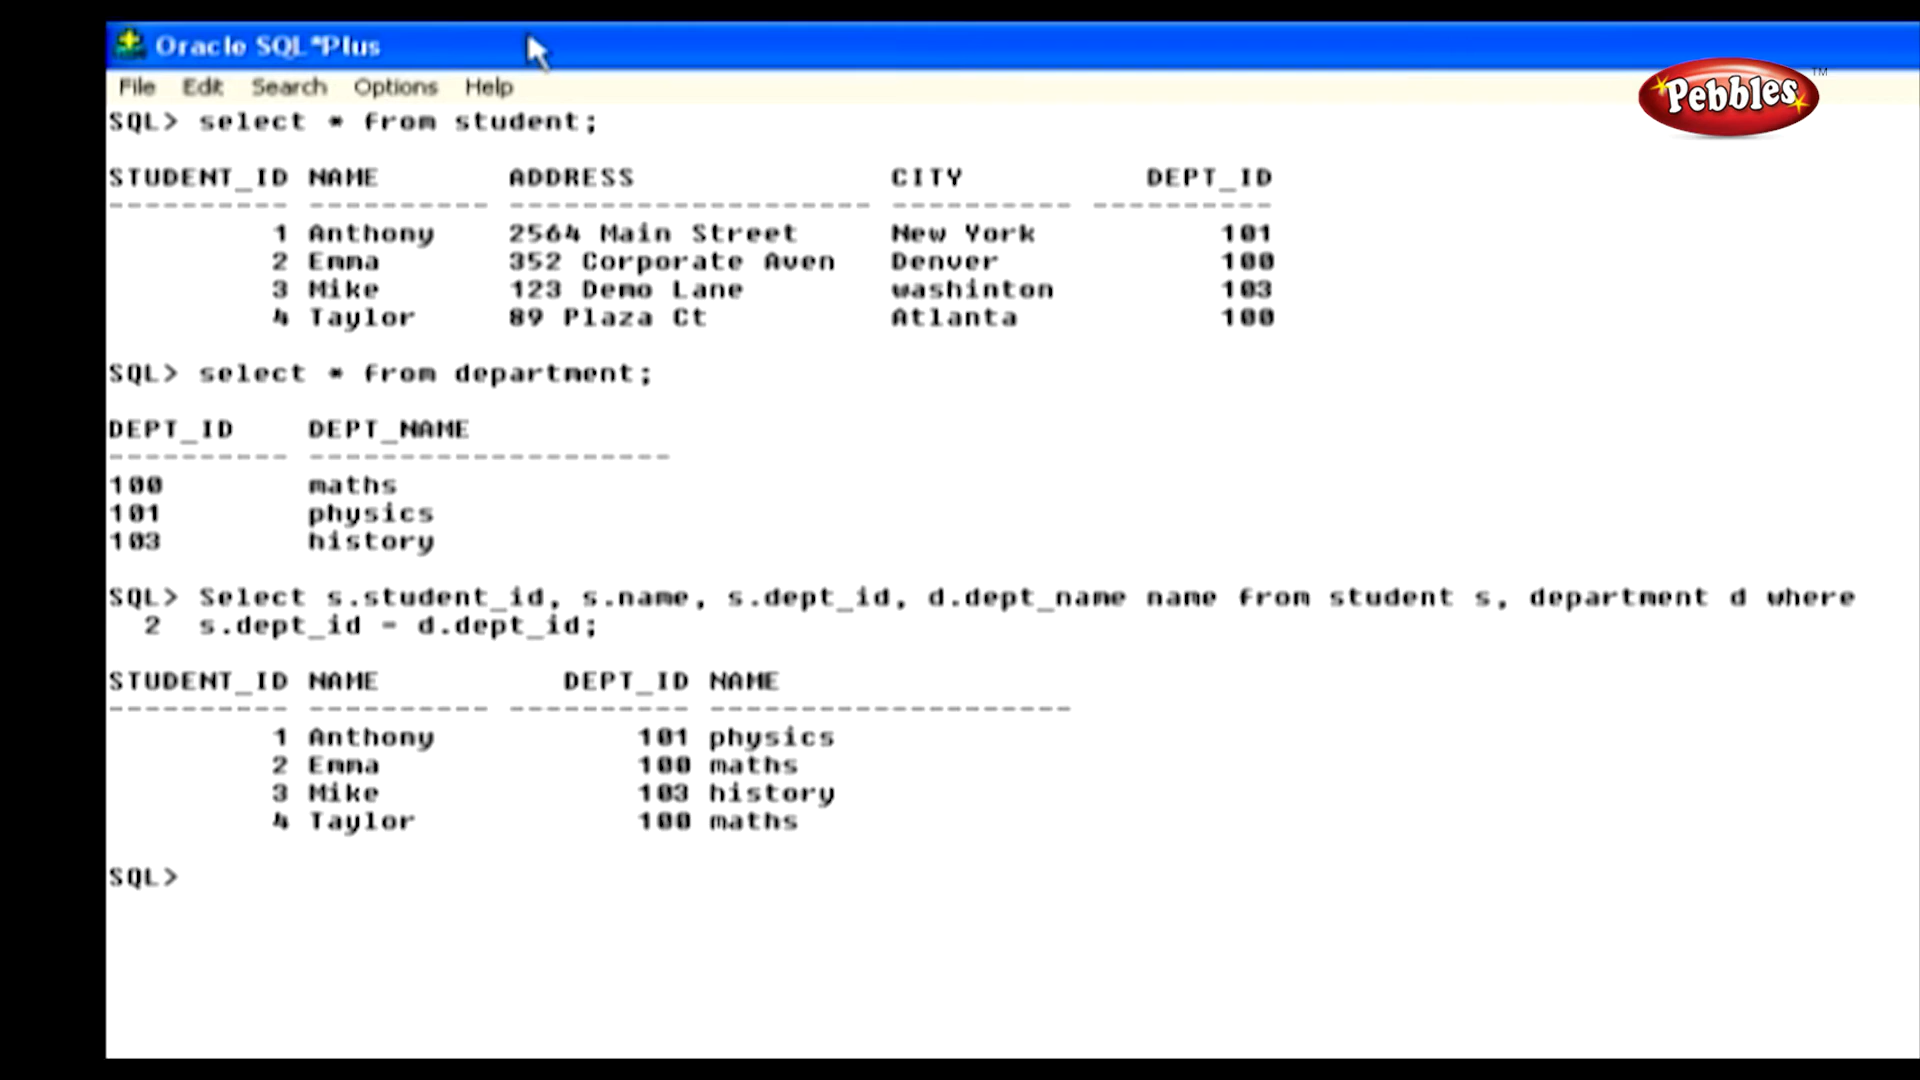 Oracle SQL*Plus
File Edit Search Options Help
Pebbles™
SQL> select * from student;
STUDENT_ID NAME ADDRESS CITY DEPT_ID
---------- ---------- -------------------- ---------- ----------
1 Anthony 2564 Main Street New York 101
2 Emma 352 Corporate Aven Denver 100
3 Mike 123 Demo Lane washinton 103
4 Taylor 89 Plaza Ct Atlanta 100
SQL> select * from department;
DEPT_ID DEPT_NAME
---------- --------------------
100 maths
101 physics
103 history
SQL> Select s.student_id, s.name, s.dept_id, d.dept_name name from student s, department d where
2 s.dept_id = d.dept_id;
STUDENT_ID NAME DEPT_ID NAME
---------- ---------- ---------- --------------------
1 Anthony 101 physics
2 Emma 100 maths
3 Mike 103 history
4 Taylor 100 maths
SQL>